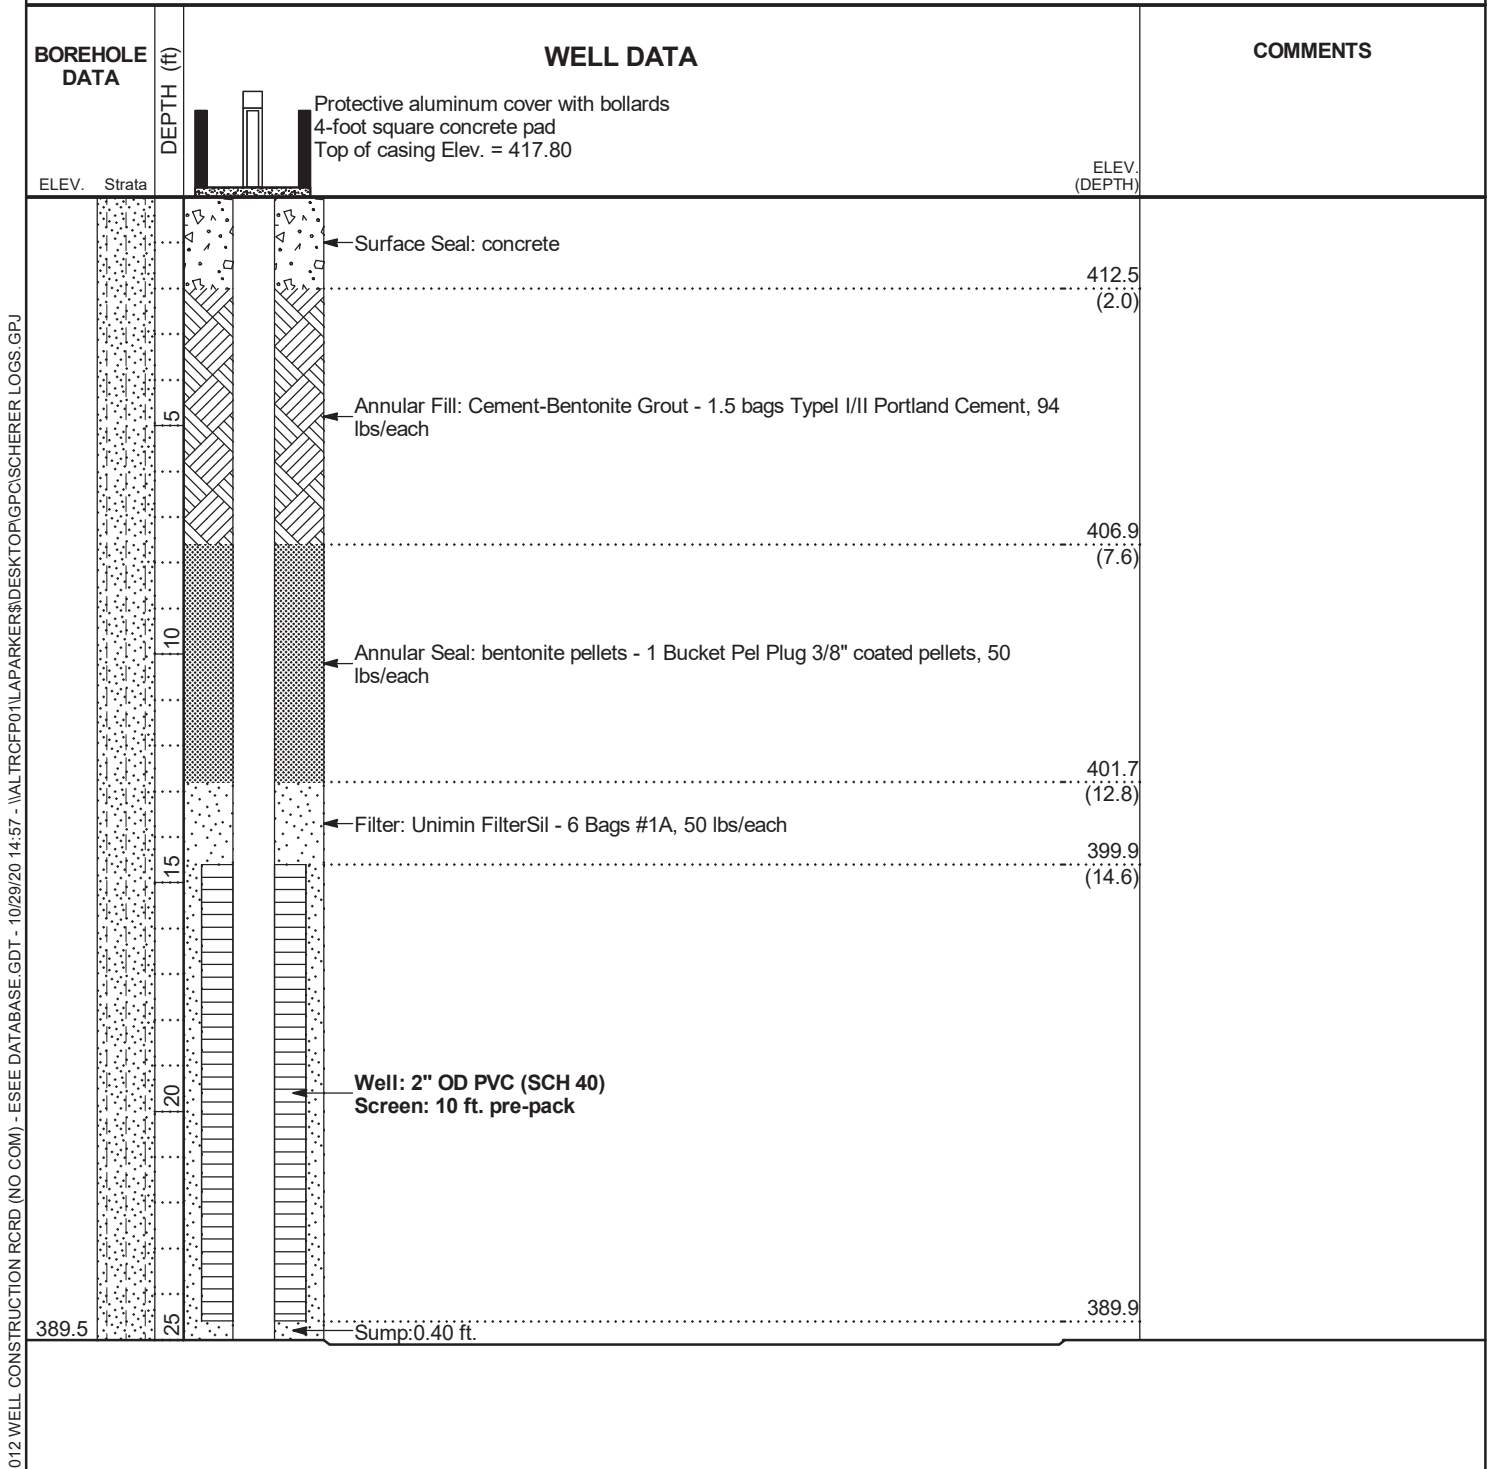 BOREHOLE
DATA
DEPTH (ft)
WELL DATA
COMMENTS
Protective aluminum cover with bollards
4-foot square concrete pad
Top of casing Elev. = 417.80
ELEV.
(DEPTH)
ELEV. Strata
Surface Seal: concrete
412.5
(2.0)
Annular Fill: Cement-Bentonite Grout - 1.5 bags TypeI I/II Portland Cement, 94
lbs/each
5
406.9
(7.6)
10
Annular Seal: bentonite pellets - 1 Bucket Pel Plug 3/8" coated pellets, 50
lbs/each
401.7
(12.8)
Filter: Unimin FilterSil - 6 Bags #1A, 50 lbs/each
399.9
(14.6)
15
Well: 2" OD PVC (SCH 40)
Screen: 10 ft. pre-pack
20
389.9
389.5
25
Sump:0.40 ft.
012 WELL CONSTRUCTION RCRD (NO COM) - ESEE DATABASE.GDT - 10/29/20 14:57 - \\ALTRCFP01\LAPARKER$\DESKTOP\GPC\SCHERER LOGS.GPJ